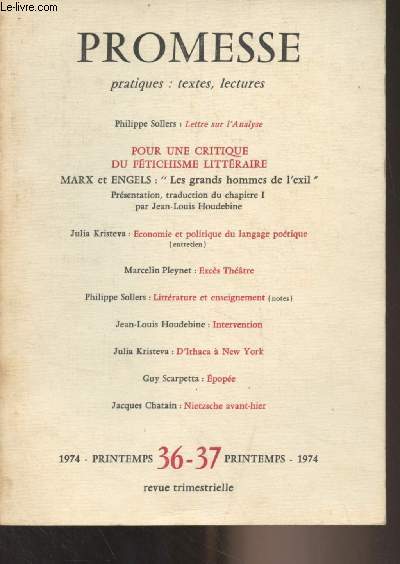 Le-livre.com
PROMESSE
pratiques : textes, lectures
Philippe Sollers : Lettre sur l'Analyse
POUR UNE CRITIQUE
DU FÉTICHISME LITTÉRAIRE
MARX et ENGELS : " Les grands hommes de l'exil "
Présentation, traduction du chapitre I
par Jean-Louis Houdebine
Julia Kristeva : Economie et politique du langage poétique
(entretien)
Marcelin Pleynet : Excès Théâtre
Philippe Sollers : Littérature et enseignement (notes)
Jean-Louis Houdebine : Intervention
Julia Kristeva : D'Ithaca à New York
Guy Scarpetta : Épopée
Jacques Chatain : Nietzsche avant-hier
1974 - PRINTEMPS 36-37 PRINTEMPS - 1974
revue trimestrielle